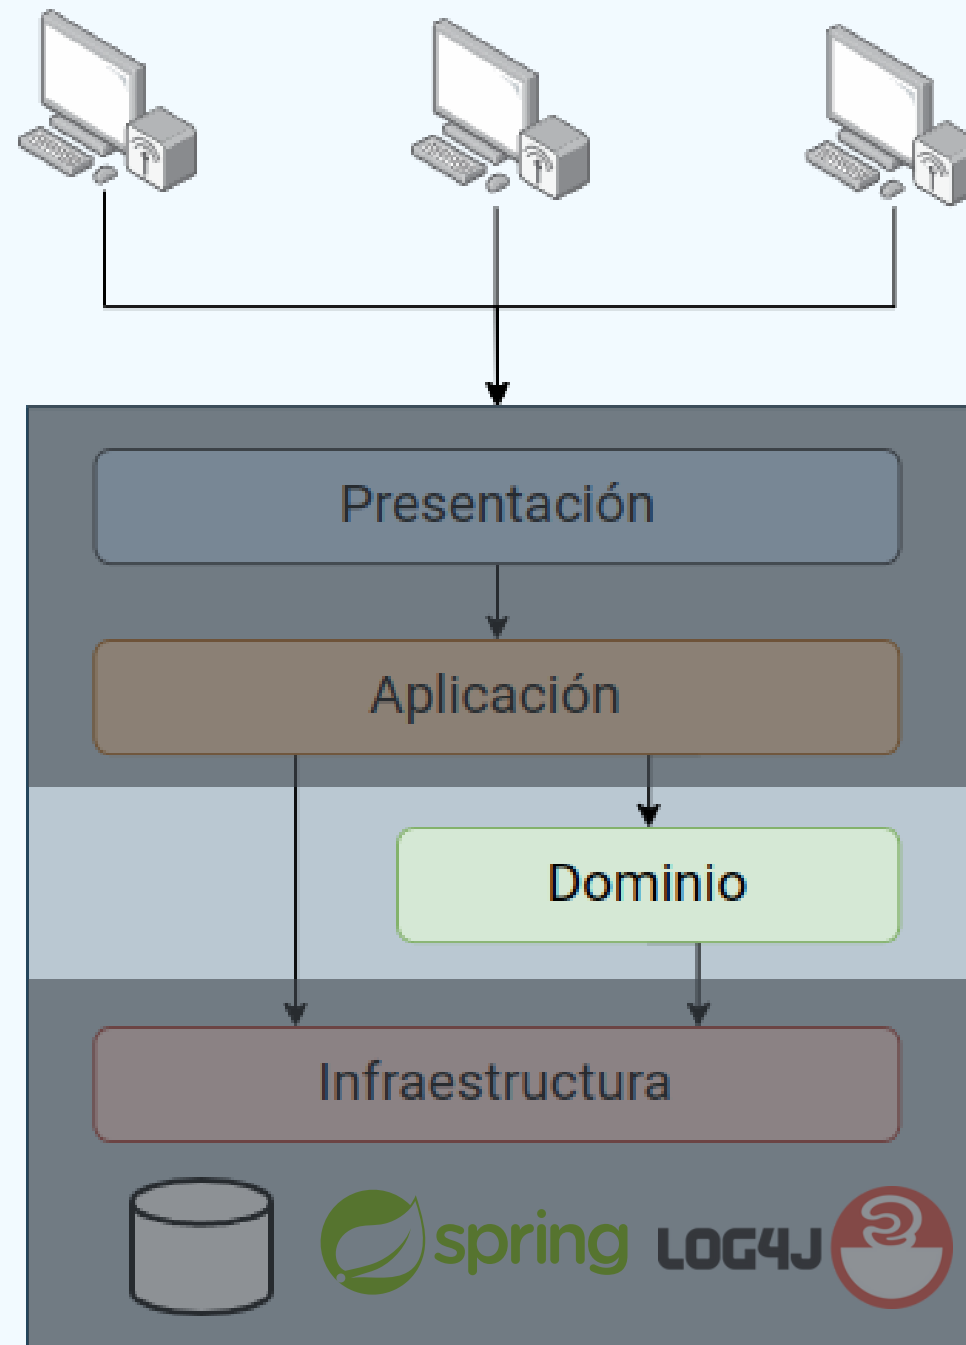 Presentación
Aplicación
Dominio
Infraestructura
spring LOG4J